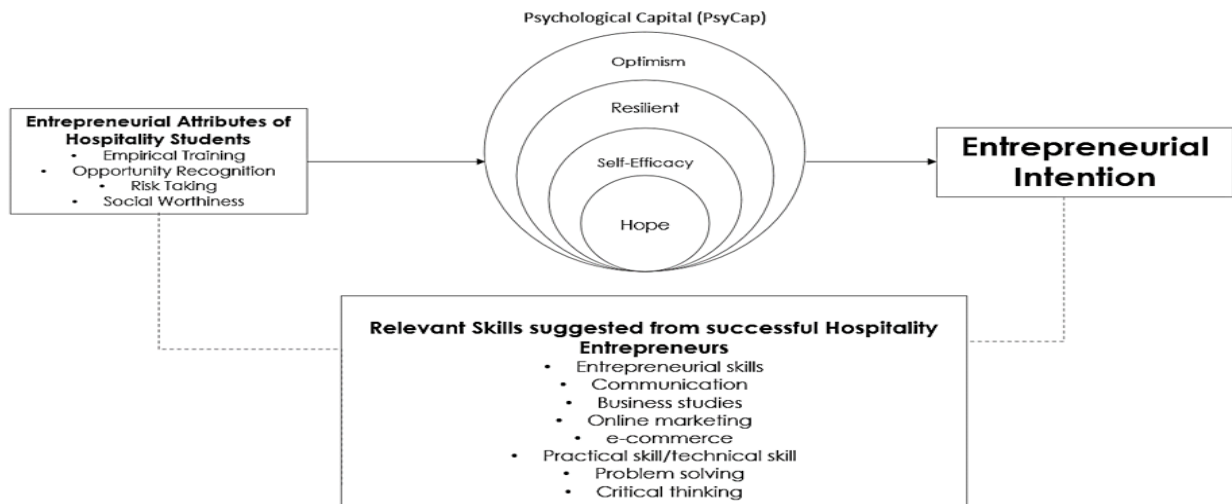 Psychological Capital (PsyCap)
Optimism
Resilient
Self-Efficacy
Hope
Entrepreneurial Attributes of
Hospitality Students
• Empirical Training
• Opportunity Recognition
• Risk Taking
• Social Worthiness
Entrepreneurial
Intention
Relevant Skills suggested from successful Hospitality
Entrepreneurs
• Entrepreneurial skills
• Communication
• Business studies
• Online marketing
• e-commerce
• Practical skill/technical skill
• Problem solving
• Critical thinking